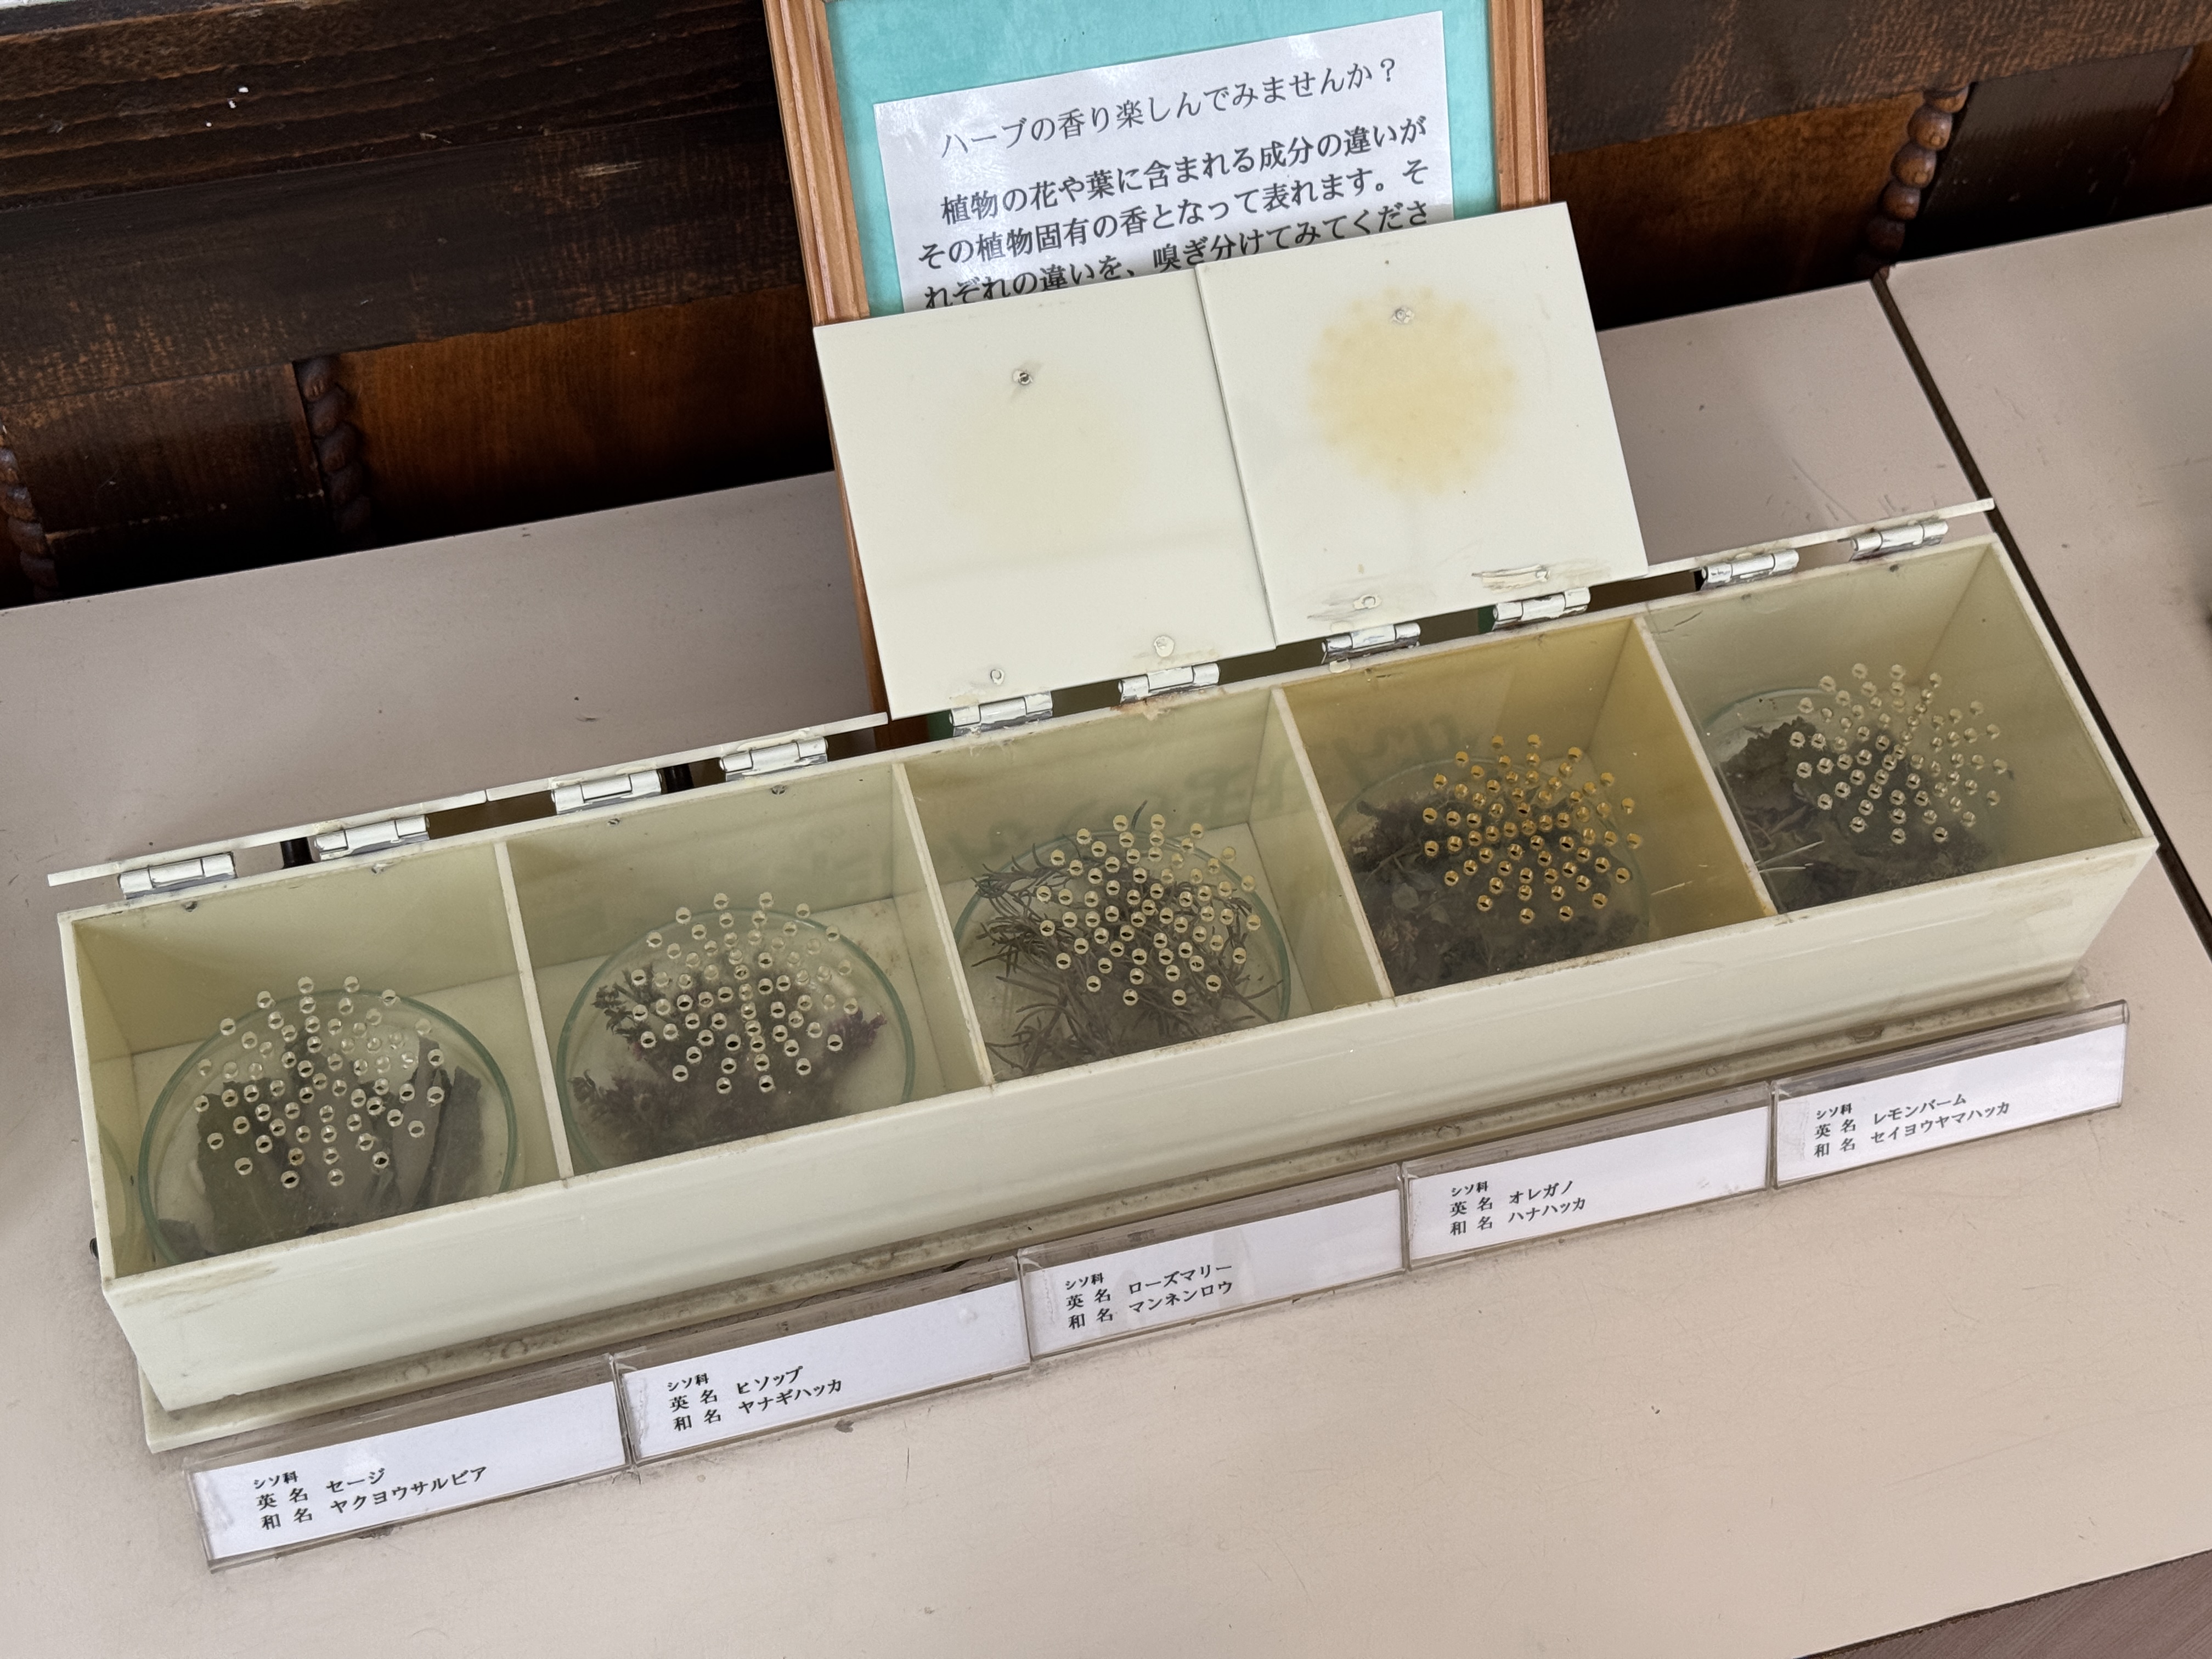 ハーブの香り楽しんでみませんか？
植物の花や葉に含まれる成分の違いが
その植物固有の香となって表れます。そ
れぞれの違いを、嗅ぎ分けてみてくださ
シソ科
英名 セージ
和名 ヤクヨウサルビア
シソ科
英名 ヒソップ
和名 ヤナギハッカ
シソ科
英名 ローズマリー
和名 マンネンロウ
シソ科
英名 オレガノ
和名 ハナハッカ
シソ科
英名 レモンバーム
和名 セイヨウヤマハッカ